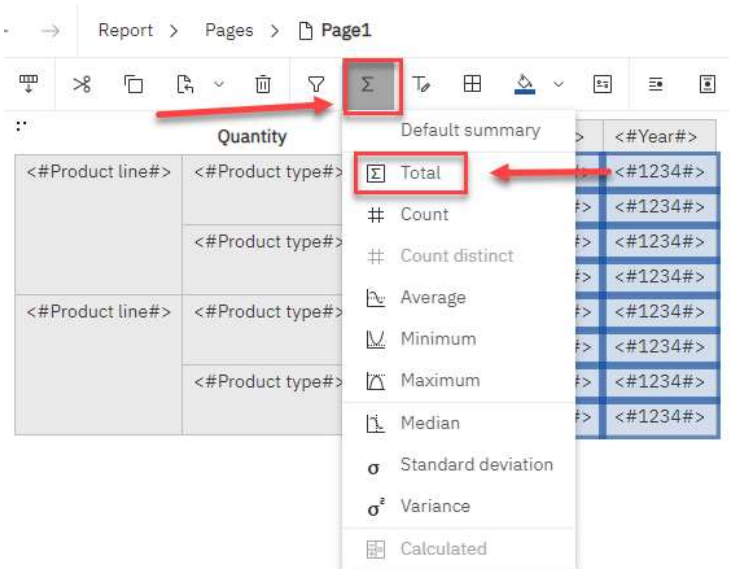 Report > Pages > Page1
Σ
Quantity
Default summary
> <#Year#>
<#Product line#> <#Product type#> Total <#1234#>
Count #> <#1234#>
<#Product type#> Count distinct #> <#1234#>
#> <#1234#>
<#Product line#> <#Product type#> Average #> <#1234#>
Minimum #> <#1234#>
<#Product type#> Maximum #> <#1234#>
Median #> <#1234#>
σ Standard deviation
σ² Variance
Calculated